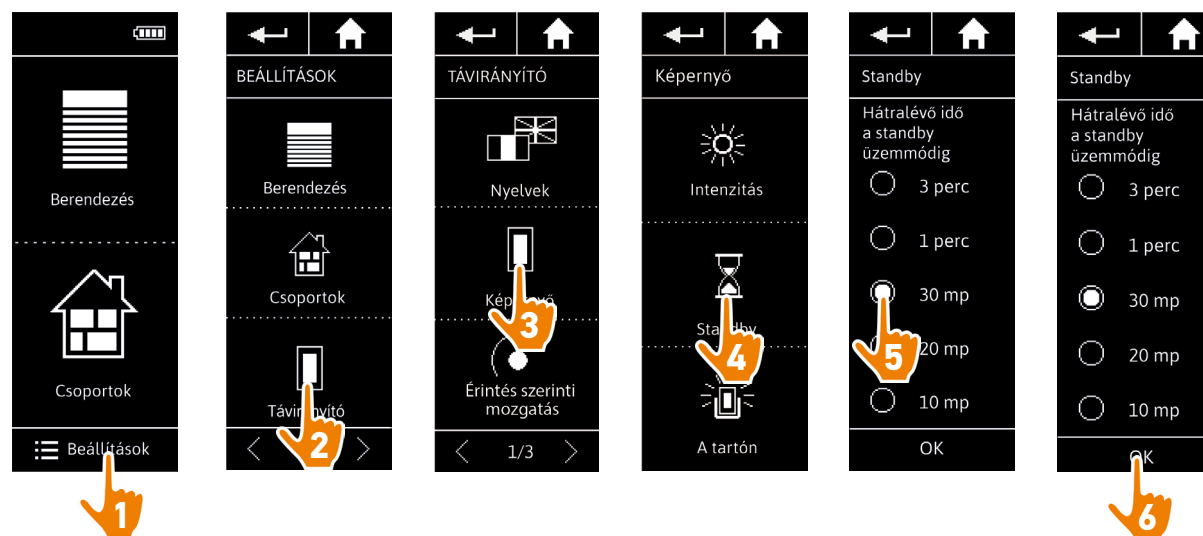 Berendezés
Csoportok
Beállítások
1
BEÁLLÍTÁSOK
Berendezés
Csoportok
Távirányító
2
TÁVIRÁNYÍTÓ
Nyelvek
Képernyő
3
Érintés szerinti
mozgatás
1/3
Képernyő
Intenzitás
Standby
4
A tartón
Standby
Hátralévő idő
a standby
üzemmódig
3 perc
1 perc
30 mp
5
20 mp
10 mp
OK
Standby
Hátralévő idő
a standby
üzemmódig
3 perc
1 perc
30 mp
20 mp
10 mp
OK
6